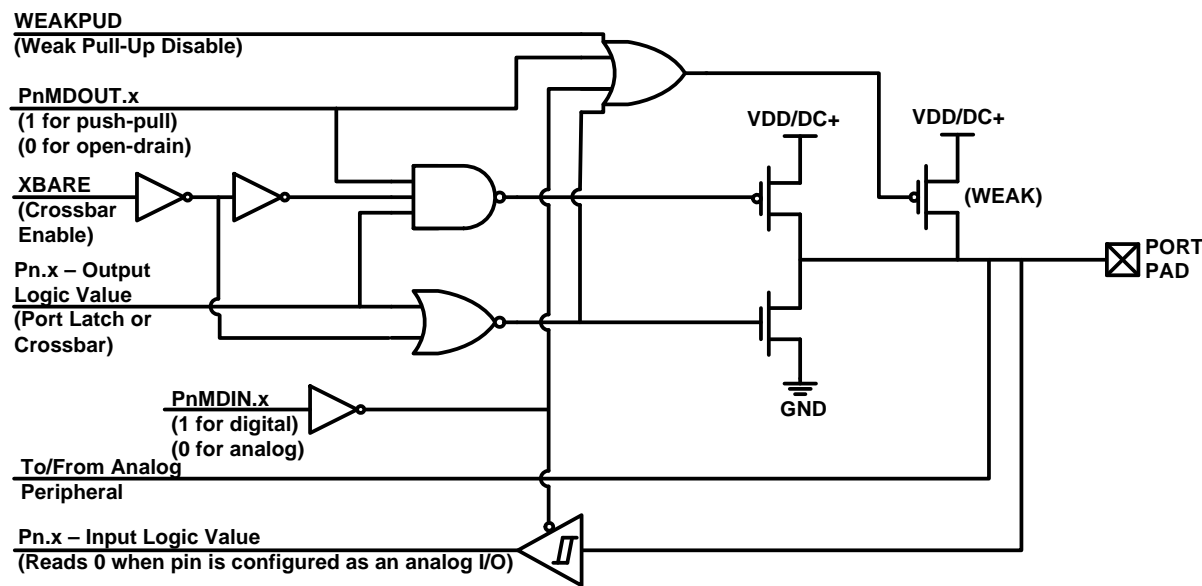 WEAKPUD
(Weak Pull-Up Disable)
PnMDOUT.x
(1 for push-pull)
(0 for open-drain)
XBARE
(Crossbar
Enable)
Pn.x – Output
Logic Value
(Port Latch or
Crossbar)
PnMDIN.x
(1 for digital)
(0 for analog)
To/From Analog
Peripheral
Pn.x – Input Logic Value
(Reads 0 when pin is configured as an analog I/O)
VDD/DC+
VDD/DC+
(WEAK)
PORT
PAD
GND